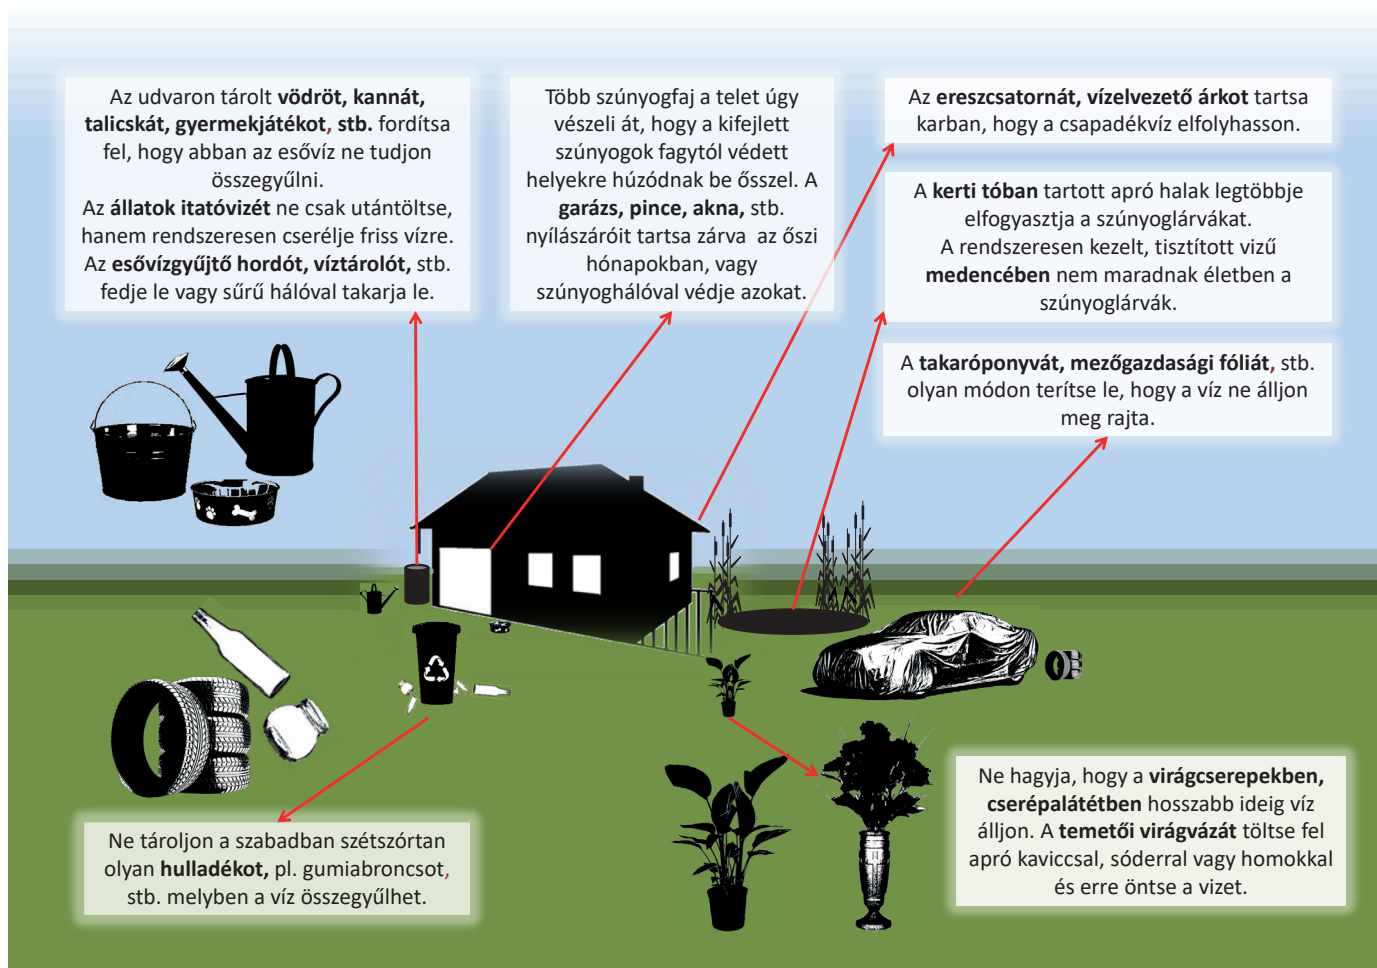 Az udvaron tárolt vödröt, kannát,
talicskát, gyermekjátékot, stb. fordítsa
fel, hogy abban az esővíz ne tudjon
összegyűlni.
Az állatok itatóvizét ne csak utántöltse,
hanem rendszeresen cserélje friss vízre.
Az esővízgyűjtő hordót, víztárolót, stb.
fedje le vagy sűrű hálóval takarja le.
Több szúnyogfaj a telet úgy
vészeli át, hogy a kifejlett
szúnyogok fagytól védett
helyekre húzódnak be ősszel. A
garázs, pince, akna, stb.
nyílászáróit tartsa zárva az őszi
hónapokban, vagy
szúnyoghálóval védje azokat.
Az ereszcsatornát, vízelvezető árkot tartsa
karban, hogy a csapadékvíz elfolyhasson.
A kerti tóban tartott apró halak legtöbbje
elfogyasztja a szúnyoglárvákat.
A rendszeresen kezelt, tisztított vizű
medencében nem maradnak életben a
szúnyoglárvák.
A takaróponyvát, mezőgazdasági fóliát, stb.
olyan módon terítse le, hogy a víz ne álljon
meg rajta.
Ne tároljon a szabadban szétszórtan
olyan hulladékot, pl. gumiabroncsot,
stb. melyben a víz összegyűlhet.
Ne hagyja, hogy a virágcserepekben,
cserépalátétben hosszabb ideig víz
álljon. A temetői virágvázát töltse fel
apró kaviccsal, sóderral vagy homokkal
és erre öntse a vizet.